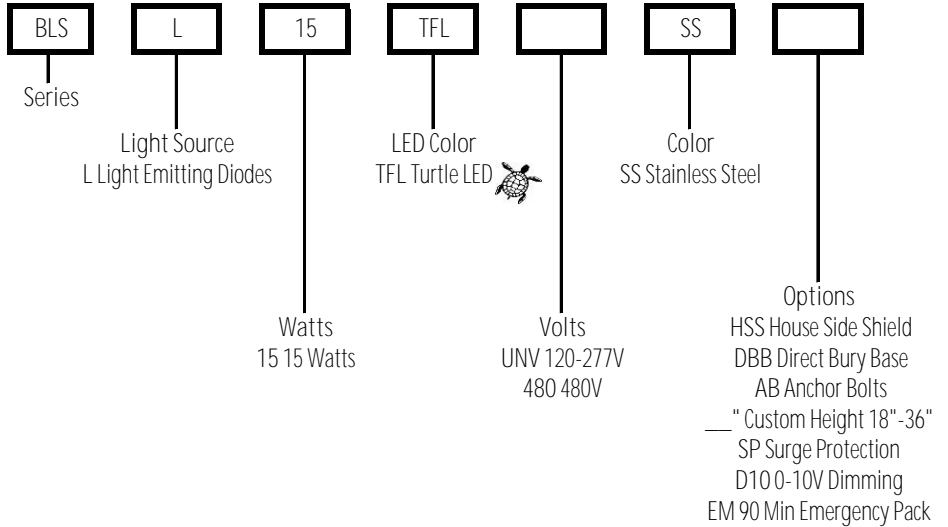 BLS L 15 TFL SS
Series
Light Source
L Light Emitting Diodes
LED Color
TFL Turtle LED
Color
SS Stainless Steel
Watts
15 15 Watts
Volts
UNV 120-277V
480 480V
Options
HSS House Side Shield
DBB Direct Bury Base
AB Anchor Bolts
__" Custom Height 18"-36"
SP Surge Protection
D10 0-10V Dimming
EM 90 Min Emergency Pack